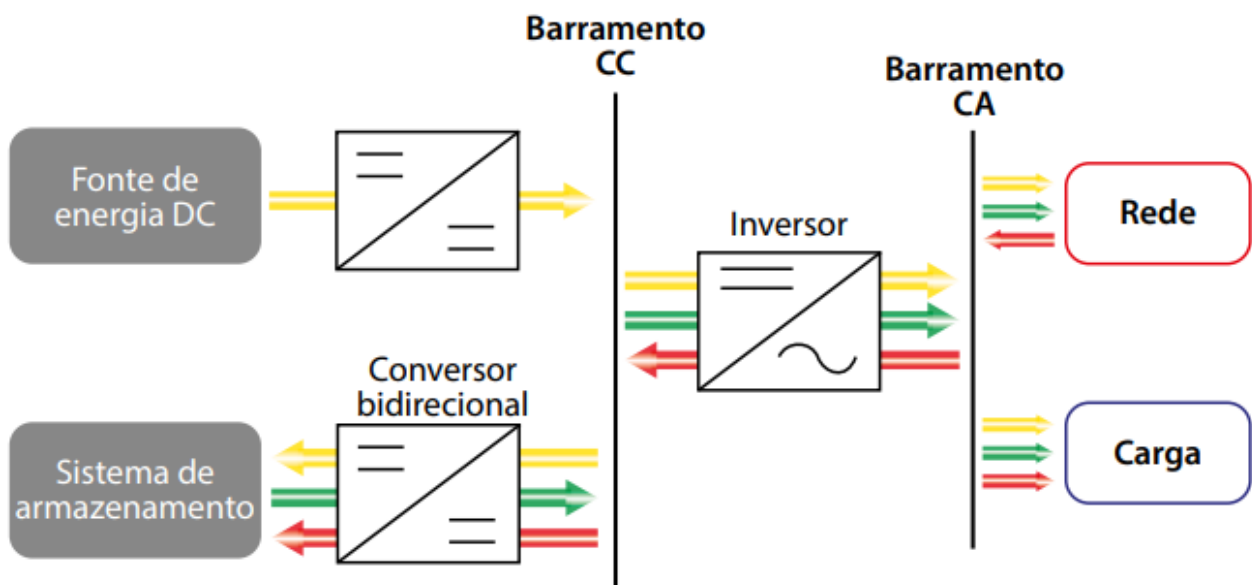 Barramento
CC
Barramento
CA
Fonte de
energia DC
Rede
Inversor
Conversor
bidirecional
Sistema de
armazenamento
Carga